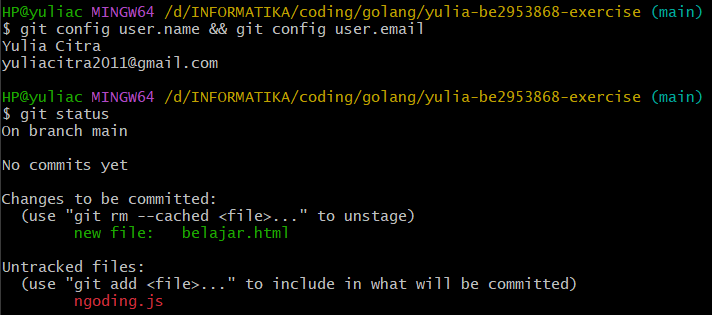 HP@yuliac MINGW64 /d/INFORMATIKA/coding/golang/yulia-be2953868-exercise (main)
$ git config user.name && git config user.email
Yulia Citra
yuliacitra2011@gmail.com

HP@yuliac MINGW64 /d/INFORMATIKA/coding/golang/yulia-be2953868-exercise (main)
$ git status
On branch main

No commits yet

Changes to be committed:
  (use "git rm --cached <file>..." to unstage)
        new file:   belajar.html

Untracked files:
  (use "git add <file>..." to include in what will be committed)
        ngoding.js